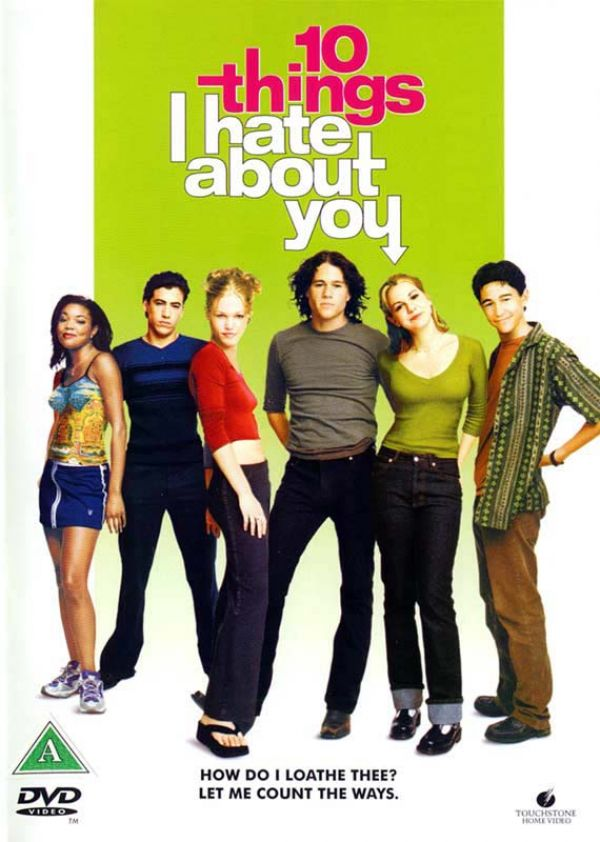 10
things
I hate
about
you
HOW DO I LOATHE THEE?
LET ME COUNT THE WAYS.
A
DVD
VIDEO
TM
TOUCHSTONE
HOME VIDEO